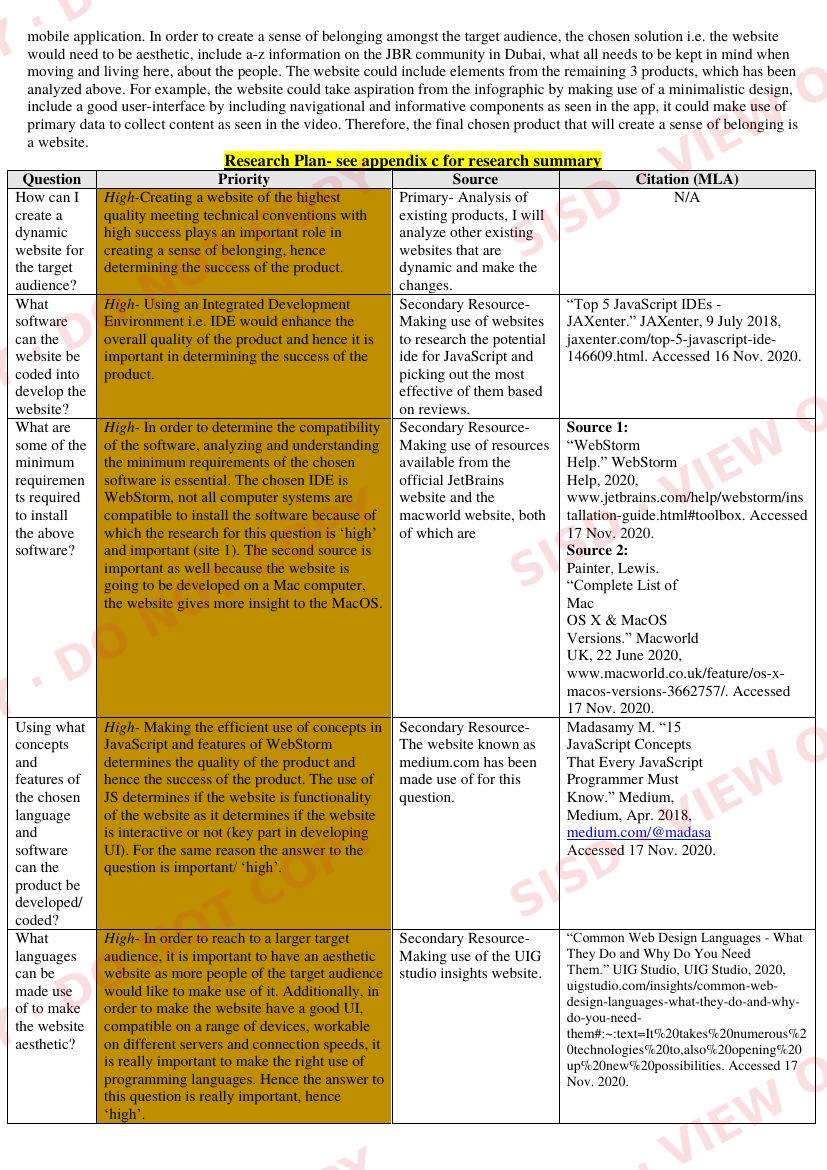 mobile application. In order to create a sense of belonging amongst the target audience, the chosen solution i.e. the website
would need to be aesthetic, include a-z information on the JBR community in Dubai, what all needs to be kept in mind when
moving and living here, about the people. The website could include elements from the remaining 3 products, which has been
analyzed above. For example, the website could take aspiration from the infographic by making use of a minimalistic design,
include a good user-interface by including navigational and informative components as seen in the app, it could make use of
primary data to collect content as seen in the video. Therefore, the final chosen product that will create a sense of belonging is
a website.
Research Plan- see appendix c for research summary
Question
Priority
Source
Citation (MLA)
How can I
create a
dynamic
website for
the target
audience?
High-Creating a website of the highest
quality meeting technical conventions with
high success plays an important role in
creating a sense of belonging, hence
determining the success of the product.
Primary- Analysis of
existing products, I will
analyze other existing
websites that are
dynamic and make the
changes.
N/A
What
software
can the
website be
coded into
develop the
website?
High- Using an Integrated Development
Environment i.e. IDE would enhance the
overall quality of the product and hence it is
important in determining the success of the
product.
Secondary Resource-
Making use of websites
to research the potential
ide for JavaScript and
picking out the most
effective of them based
on reviews.
“Top 5 JavaScript IDEs -
JAXenter.” JAXenter, 9 July 2018,
jaxenter.com/top-5-javascript-ide-
146609.html. Accessed 16 Nov. 2020.
What are
some of the
minimum
requiremen
ts required
to install
the above
software?
High- In order to determine the compatibility
of the software, analyzing and understanding
the minimum requirements of the chosen
software is essential. The chosen IDE is
WebStorm, not all computer systems are
compatible to install the software because of
which the research for this question is ‘high’
and important (site 1). The second source is
important as well because the website is
going to be developed on a Mac computer,
the website gives more insight to the MacOS.
Secondary Resource-
Making use of resources
available from the
official JetBrains
website and the
macworld website, both
of which are
Source 1:
“WebStorm
Help.” WebStorm
Help, 2020,
www.jetbrains.com/help/webstorm/ins
tallation-guide.html#toolbox. Accessed
17 Nov. 2020.
Source 2:
Painter, Lewis.
“Complete List of
Mac
OS X & MacOS
Versions.” Macworld
UK, 22 June 2020,
www.macworld.co.uk/feature/os-x-
macos-versions-3662757/. Accessed
17 Nov. 2020.
Using what
concepts
and
features of
the chosen
language
and
software
can the
product be
developed/
coded?
High- Making the efficient use of concepts in
JavaScript and features of WebStorm
determines the quality of the product and
hence the success of the product. The use of
JS determines if the website is functionality
of the website as it determines if the website
is interactive or not (key part in developing
UI). For the same reason the answer to the
question is important/ ‘high’.
Secondary Resource-
The website known as
medium.com has been
made use of for this
question.
Madasamy M. “15
JavaScript Concepts
That Every JavaScript
Programmer Must
Know.” Medium,
Medium, Apr. 2018,
medium.com/@madasa
Accessed 17 Nov. 2020.
What
languages
can be
made use
of to make
the website
aesthetic?
High- In order to reach to a larger target
audience, it is important to have an aesthetic
website as more people of the target audience
would like to make use of it. Additionally, in
order to make the website have a good UI,
compatible on a range of devices, workable
on different servers and connection speeds, it
is really important to make the right use of
programming languages. Hence the answer to
this question is really important, hence
‘high’.
Secondary Resource-
Making use of the UIG
studio insights website.
“Common Web Design Languages - What
They Do and Why Do You Need
Them.” UIG Studio, UIG Studio, 2020,
uigstudio.com/insights/common-web-
design-languages-what-they-do-and-why-
do-you-need-
them#:~:text=It%20takes%20numerous%2
0technologies%20to,also%20opening%20
up%20new%20possibilities. Accessed 17
Nov. 2020.